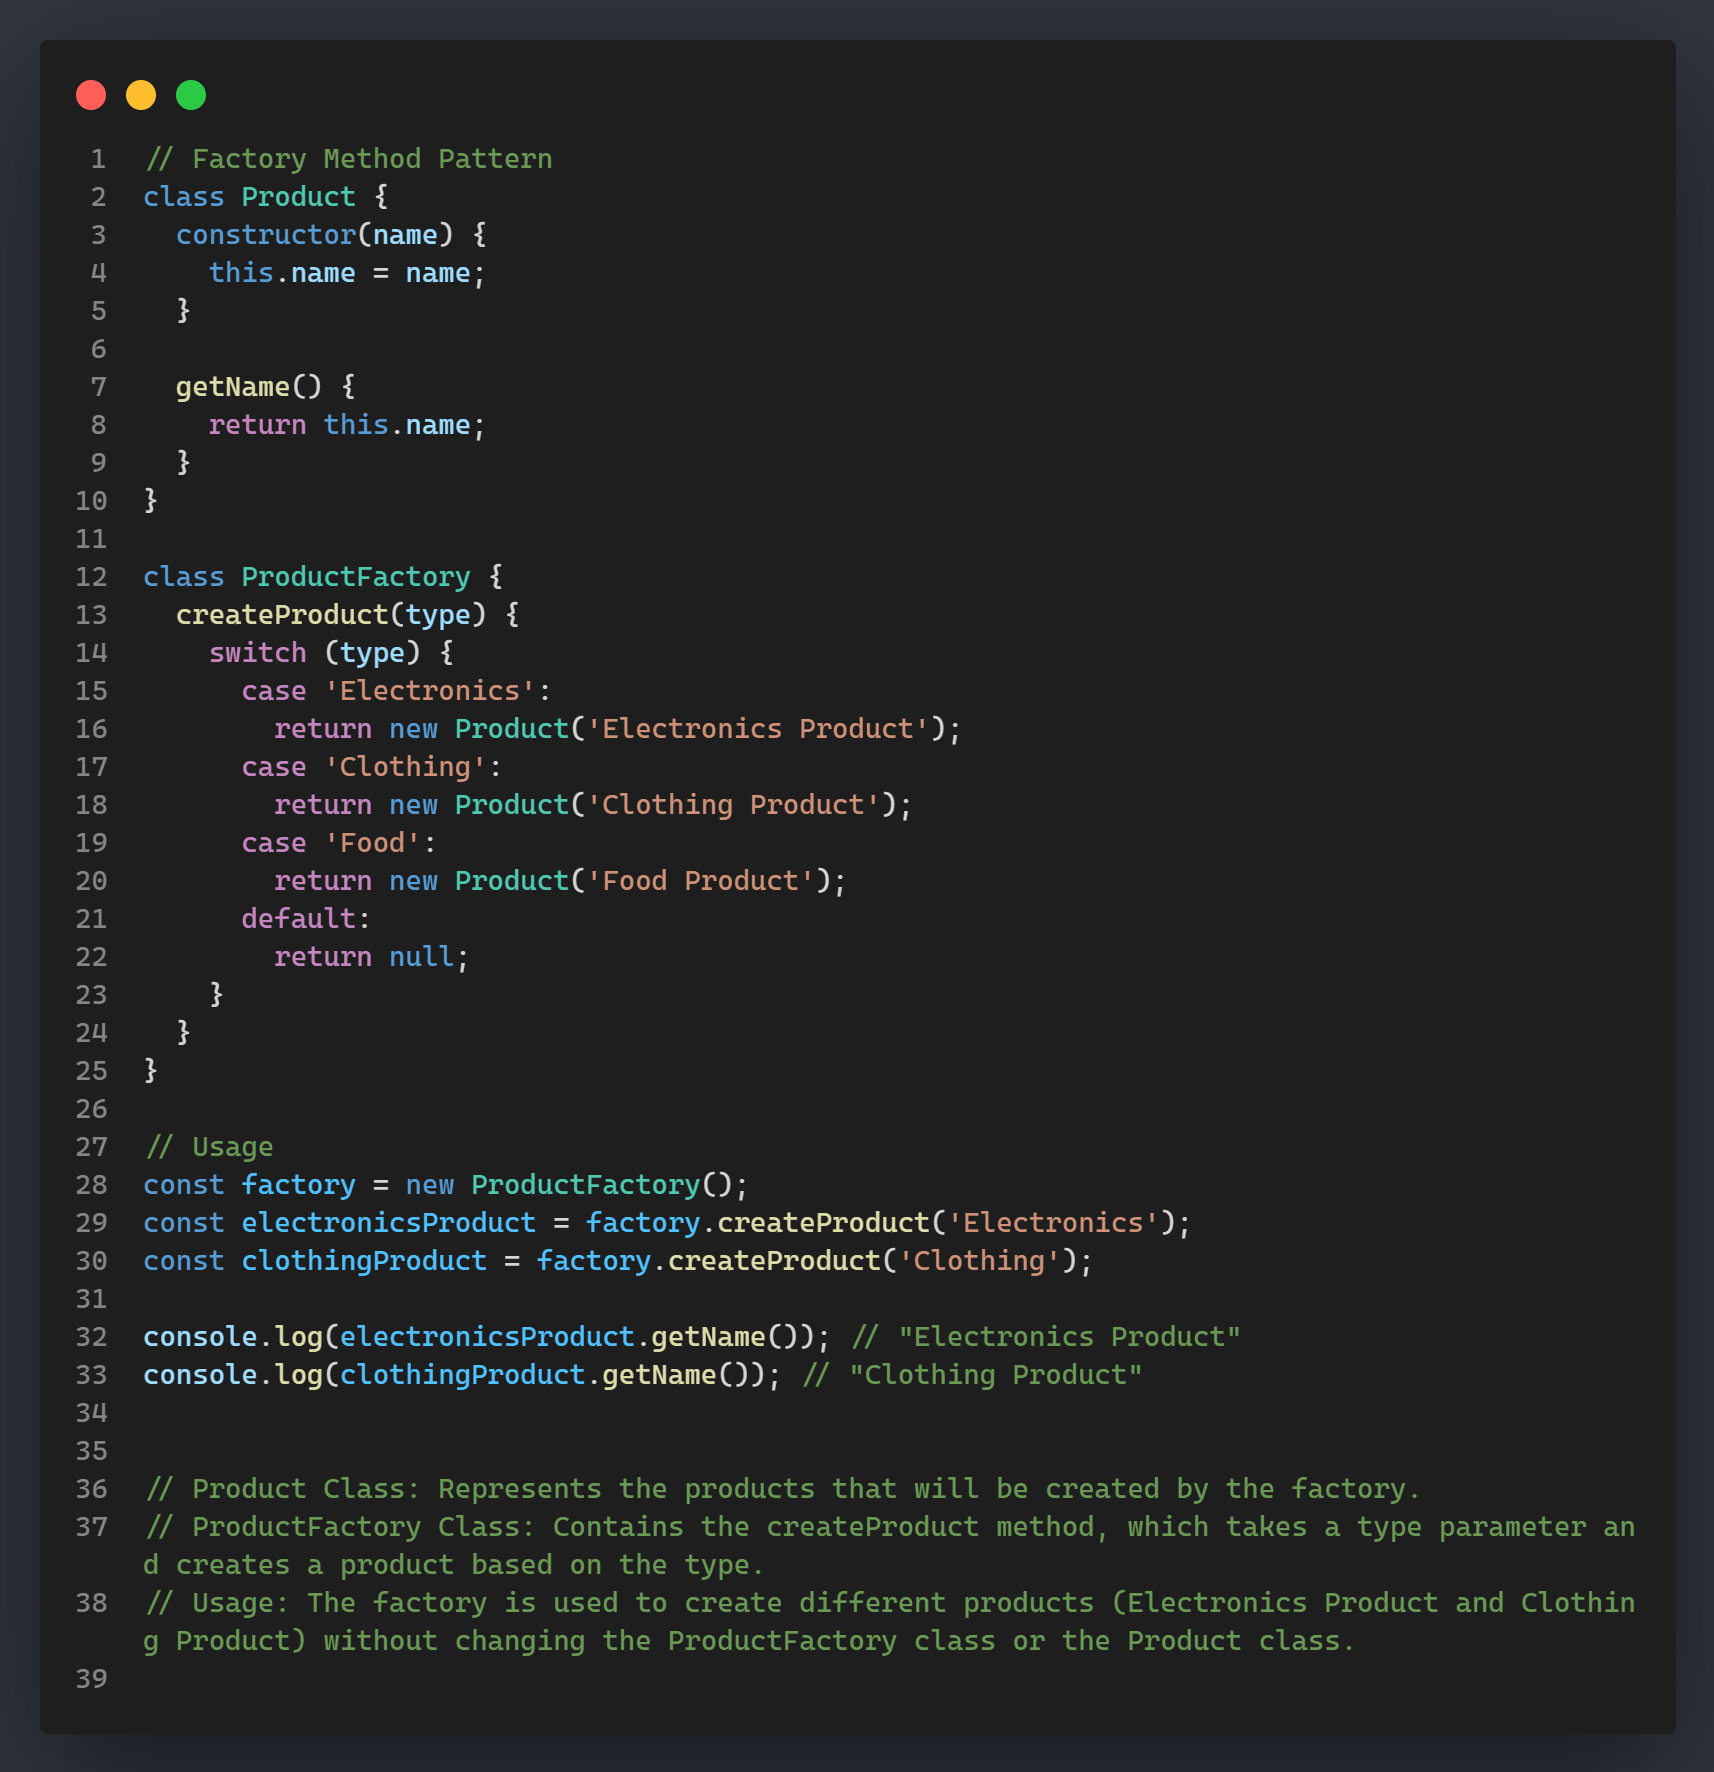 1 // Factory Method Pattern
2 class Product {
3   constructor(name) {
4     this.name = name;
5   }
6
7   getName() {
8     return this.name;
9   }
10 }
11
12 class ProductFactory {
13   createProduct(type) {
14     switch (type) {
15       case 'Electronics':
16         return new Product('Electronics Product');
17       case 'Clothing':
18         return new Product('Clothing Product');
19       case 'Food':
20         return new Product('Food Product');
21       default:
22         return null;
23     }
24   }
25 }
26
27 // Usage
28 const factory = new ProductFactory();
29 const electronicsProduct = factory.createProduct('Electronics');
30 const clothingProduct = factory.createProduct('Clothing');
31
32 console.log(electronicsProduct.getName()); // "Electronics Product"
33 console.log(clothingProduct.getName()); // "Clothing Product"
34
35
36 // Product Class: Represents the products that will be created by the factory.
37 // ProductFactory Class: Contains the createProduct method, which takes a type parameter an
d creates a product based on the type.
38 // Usage: The factory is used to create different products (Electronics Product and Clothin
g Product) without changing the ProductFactory class or the Product class.
39